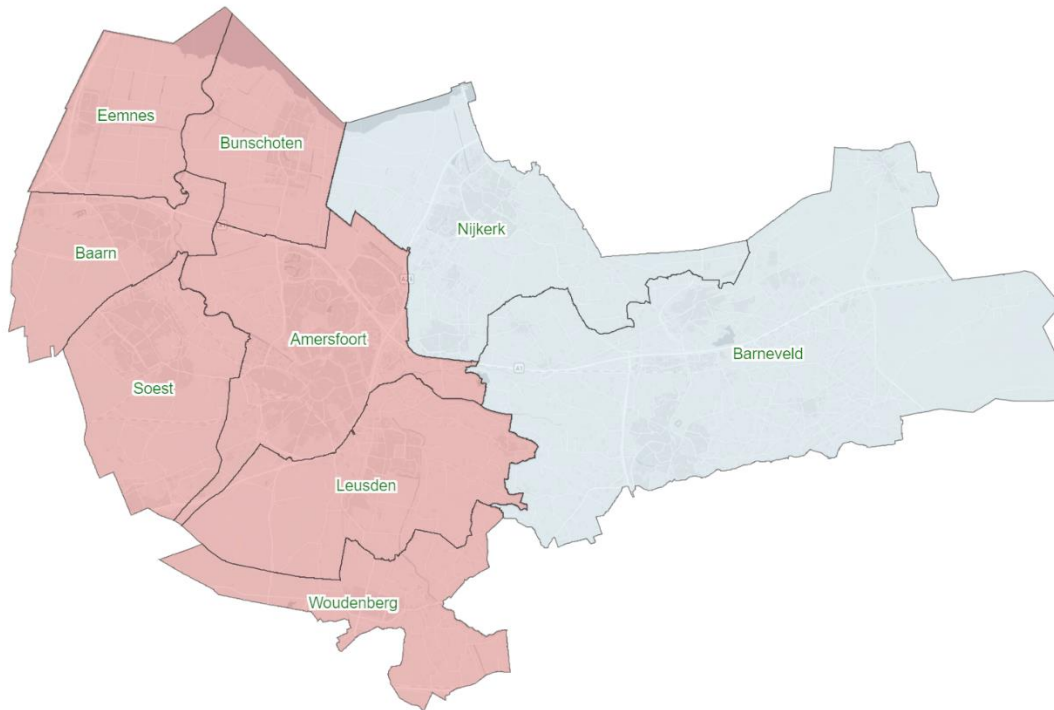 Eemnes
Bunschoten
Nijkerk
Baarn
Amersfoort
Barneveld
Soest
Leusden
Woudenberg